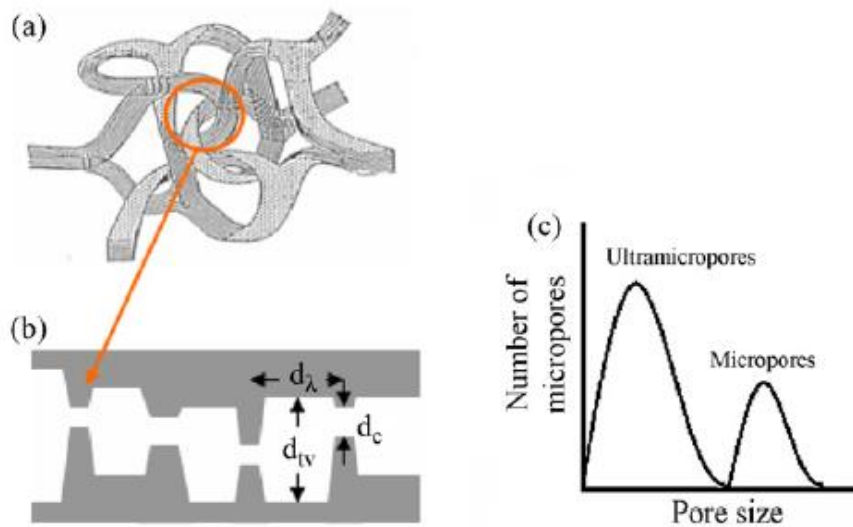 (a)
(b)
dλ
dc
dtv
(c)
Ultramicropores
Micropores
Number of
micropores
Pore size